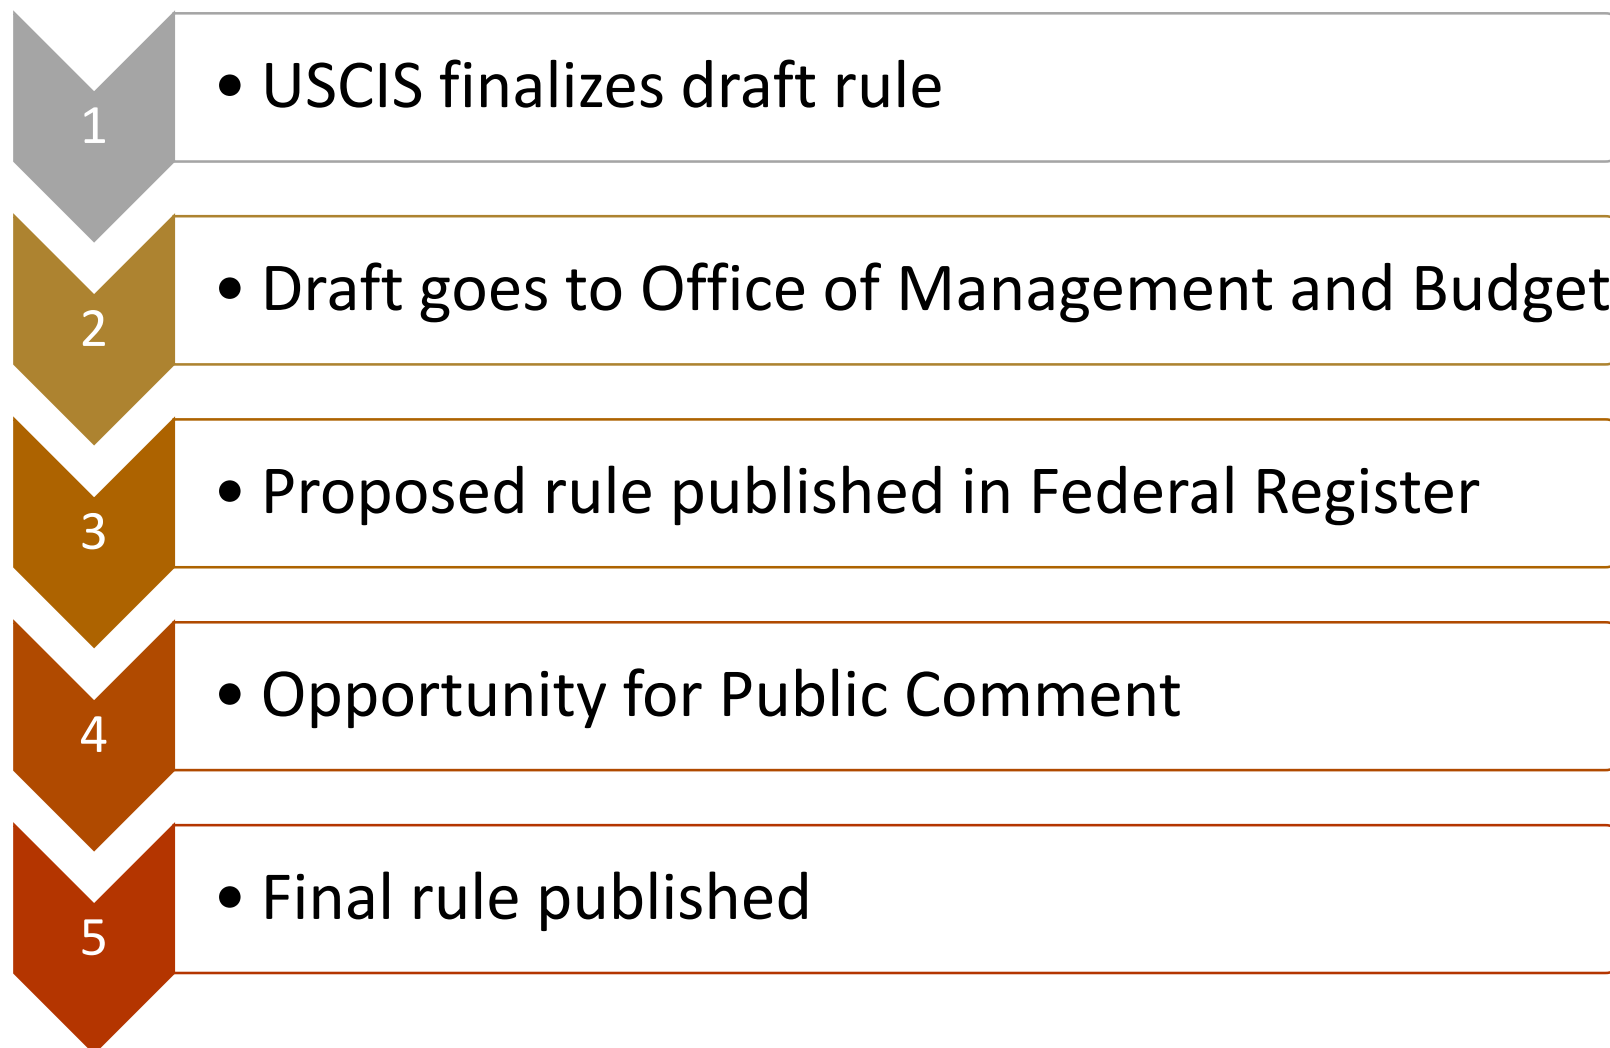 1
• USCIS finalizes draft rule
2
• Draft goes to Office of Management and Budget
3
• Proposed rule published in Federal Register
4
• Opportunity for Public Comment
5
• Final rule published